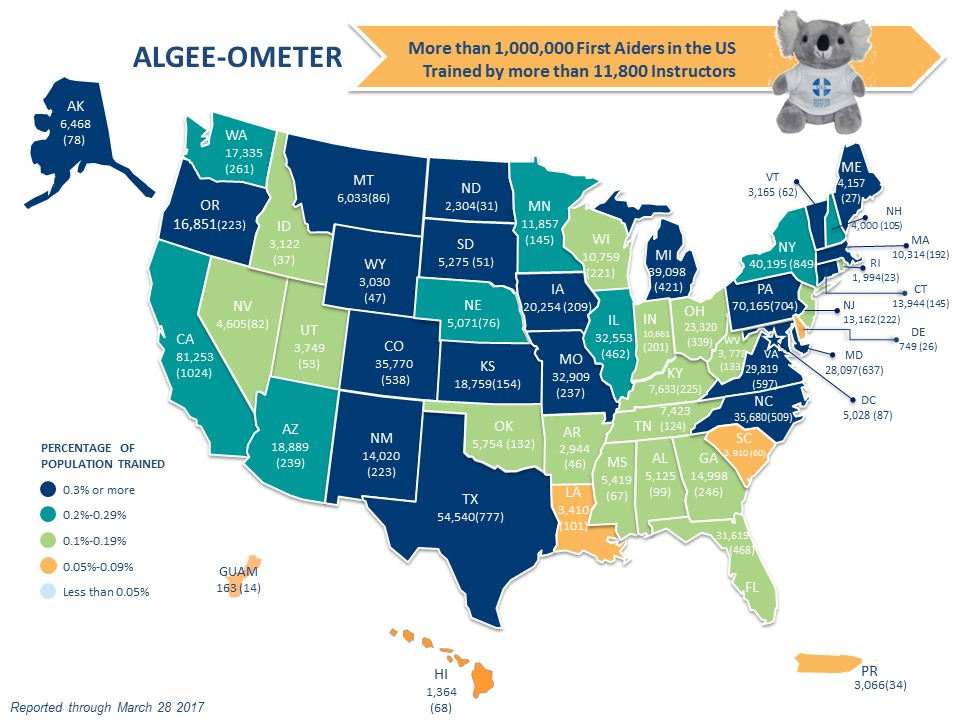 ALGEE-OMETER
More than 1,000,000 First Aiders in the US
Trained by more than 11,800 Instructors
AK
6,468
(78)
WA
17,335
(261)
OR
16,851(223)
ID
3,122
(37)
MT
6,033(86)
ND
2,304(31)
MN
11,857
(145)
WI
10,759
(221)
MI
39,098
(421)
SD
5,275 (51)
WY
3,030
(47)
NV
4,605(82)
UT
3,749
(53)
CA
81,253
(1024)
CO
35,770
(538)
NE
5,071(76)
IA
20,254 (209)
KS
18,759(154)
MO
32,909
(237)
IL
32,553
(462)
IN
10,661
(201)
OH
23,320
(339)
WV
3,773
(133)
KY
7,633(225)
7,423
TN (124)
VA
29,819
(597)
NC
35,680(509)
SC
3,910 (60)
AZ
18,889
(239)
NM
14,020
(223)
TX
54,540(777)
OK
5,754 (132)
AR
2,944
(46)
LA
3,410
(101)
MS
5,419
(67)
AL
5,125
(99)
GA
14,998
(246)
31,619
(468)
FL
VT
3,165 (62)
ME
4,157
(27)
NH
4,000 (105)
MA
10,314(192)
RI
1,994(23)
CT
13,944(145)
NY
40,195 (849
PA
70,165(704)
NJ
13,162 (222)
DE
749 (26)
MD
28,097(637)
DC
5,028 (87)
PERCENTAGE OF
POPULATION TRAINED
0.3% or more
0.2%-0.29%
0.1%-0.19%
0.05%-0.09%
Less than 0.05%
GUAM
163 (14)
HI
1,364
(68)
PR
3,066(34)
Reported through March 28 2017